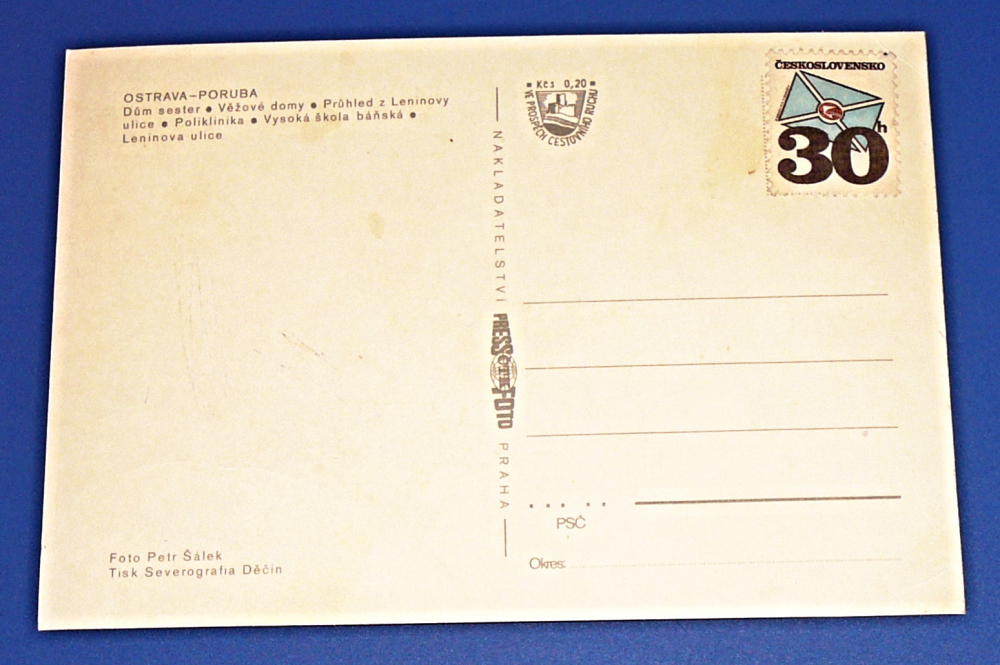 OSTRAVA–PORUBA
Dům sester • Věžové domy • Průhled z Leninovy
ulice • Poliklinika • Vysoká škola báňská •
Leninova ulice
Kčs 0,20
VE PROSPĚCH CESTOVNÍHO RUCHU
ČESKOSLOVENSKO
30h
NAKLADATELSTVÍ
PRESSFOTO
PRAHA
PSČ
Okres:
Foto Petr Šálek
Tisk Severografia Děčín